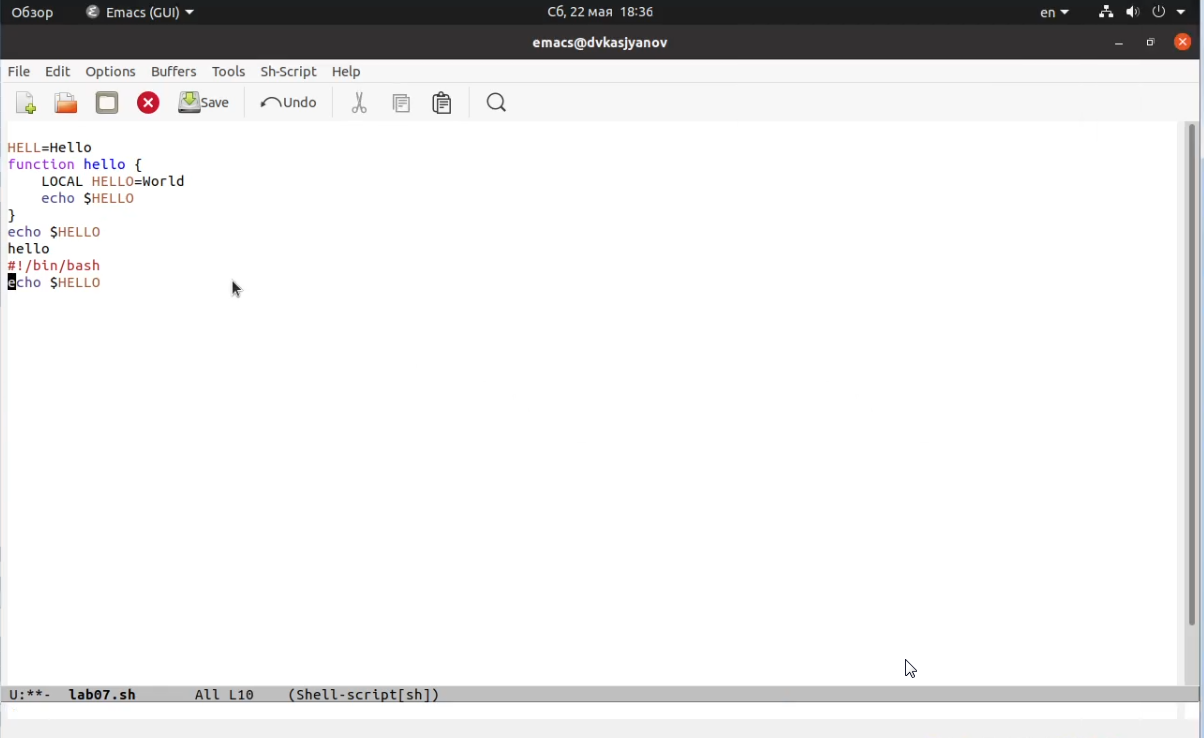 Обзор Emacs (GUI) Сб, 22 мая 18:36 en
emacs@dvkasjyanov
File Edit Options Buffers Tools Sh-Script Help
Save Undo
HELL=Hello
function hello {
    LOCAL HELLO=World
    echo $HELLO
}
echo $HELLO
hello
#!/bin/bash
echo $HELLO
U:**- lab07.sh All L10 (Shell-script[sh])